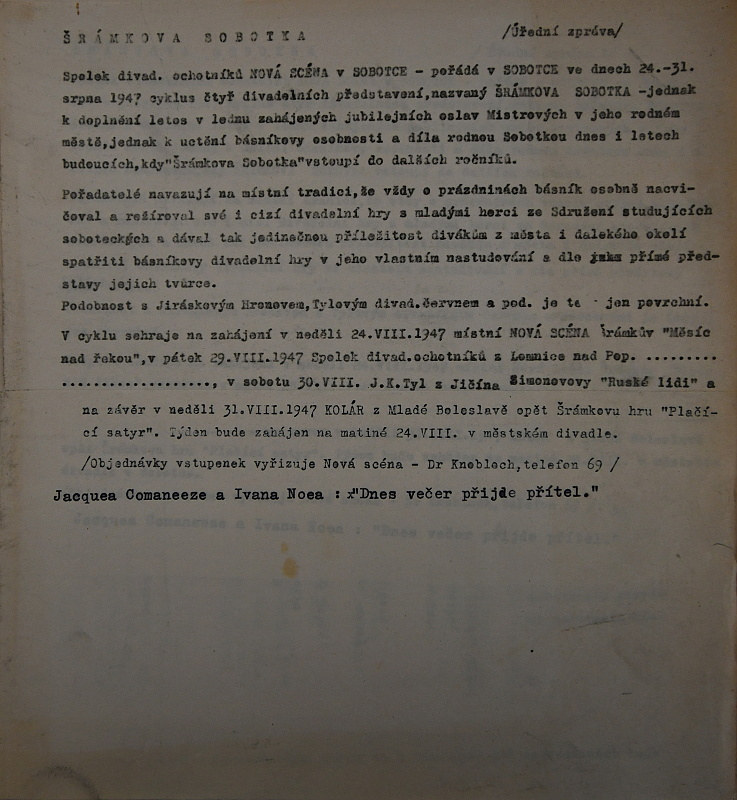 ŠRÁMKOVA SOBOTKA /Úřední zpráva/
Spolek divad. ochotníků NOVÁ SCÉNA v SOBOTCE - pořádá v SOBOTCE ve dnech 24.-31.
srpna 1947 cyklus čtyř divadelních představení,nazvaný ŠRÁMKOVA SOBOTKA -jednak
k doplnění letos v lednu zahájených jubilejních oslav Mistrových v jeho rodném
městě,jednak k uctění básníkovy osobnosti a díla rodnou Sobotkou dnes i letech
budoucích,kdy"Šrámkova Sobotka"vstoupí do dalších ročníků.
Pořadatelé navazují na místní tradici,že vždy o prázdninách básník osobně nacvi-
čoval a režíroval své i cizí divadelní hry s mladými herci ze Sdružení studujících
soboteckých a dával tak jedinečnou příležitost divákům z města i dalekého okolí
spatřiti básníkovy divadelní hry v jeho vlastním nastudování a dle přímé před-
stavy jejich tvůrce.
Podobnost s Jiráskovým Hronovem,Tylovým divad.červnem a pod. je te jen povrchní.
V cyklu sehraje na zahájení v neděli 24.VIII.1947 místní NOVÁ SCÉNA Šrámkův "Měsíc
nad řekou",v pátek 29.VIII.1947 Spolek divad.ochotníků z Lomnice nad Pop. .........
..................., v sobotu 30.VIII. J.K.Tyl z Jičína Simonovovy "Ruské lidi" a
na závěr v neděli 31.VIII.1947 KOLÁR z Mladé Boleslavě opět Šrámkovu hru "Plačí-
cí satyr". Týden bude zahájen na matiné 24.VIII. v městském divadle.
/Objednávky vstupenek vyřizuje Nová scéna - Dr Knobloch,telefon 69 /
Jacquea Comaneeze a Ivana Noea : "Dnes večer přijde přítel."